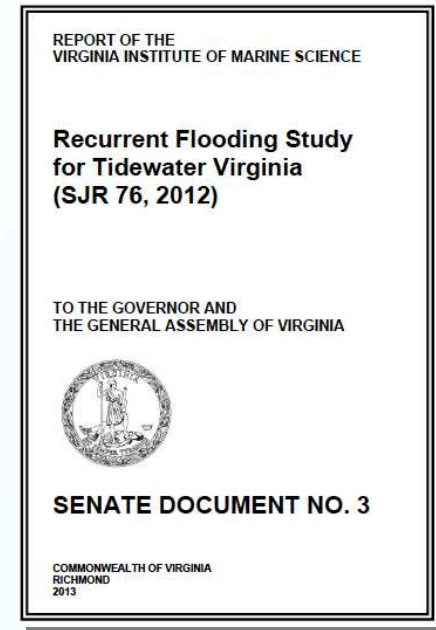 REPORT OF THE
VIRGINIA INSTITUTE OF MARINE SCIENCE
Recurrent Flooding Study
for Tidewater Virginia
(SJR 76, 2012)
TO THE GOVERNOR AND
THE GENERAL ASSEMBLY OF VIRGINIA
VIRGINIA
SENATE DOCUMENT NO. 3
COMMONWEALTH OF VIRGINIA
RICHMOND
2013